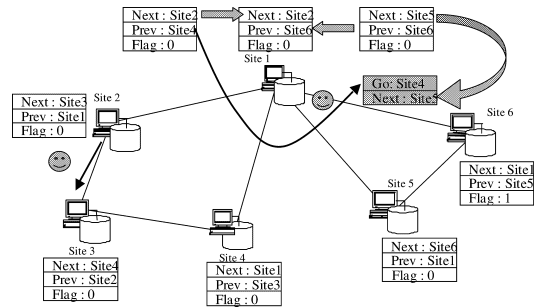 Next : Site2
Prev : Site4
Flag : 0
Next : Site2
Prev : Site6
Flag : 0
Next : Site5
Prev : Site6
Flag : 0
Site 1
Go: Site4
Next : Site5
Next : Site3
Prev : Site1
Flag : 0
Site 2
Site 6
Next : Site1
Prev : Site5
Flag : 1
Site 5
Next : Site6
Prev : Site1
Flag : 0
Site 3
Next : Site4
Prev : Site2
Flag : 0
Site 4
Next : Site1
Prev : Site3
Flag : 0